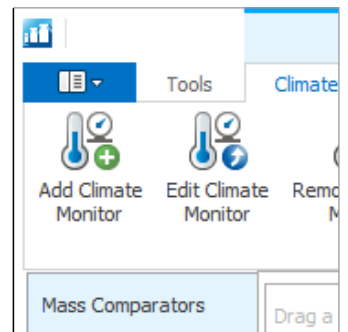 Tools Climate
Add Climate Edit Climate
Monitor Monitor
Mass Comparators
Drag a